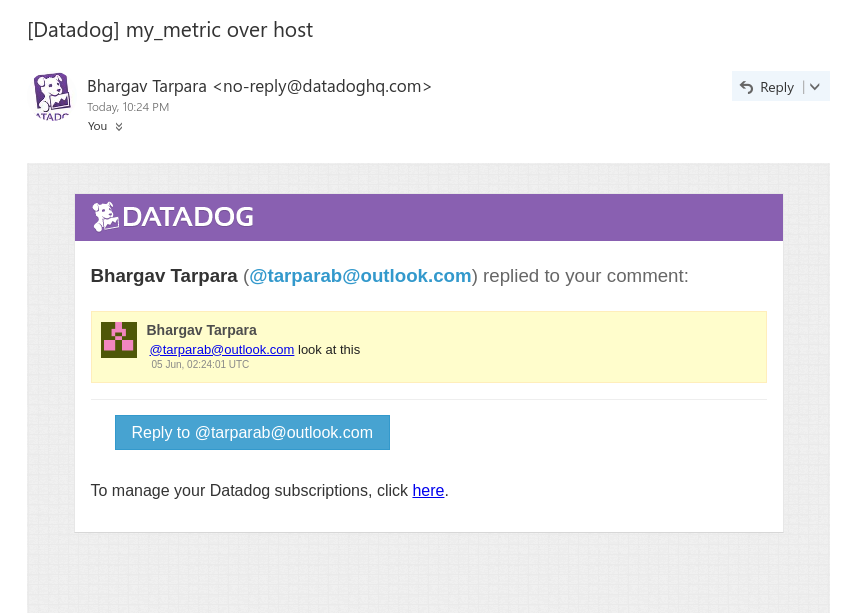 [Datadog] my_metric over host
Bhargav Tarpara <no-reply@datadoghq.com>
Reply
Today, 10:24 PM
You
DATADOG
Bhargav Tarpara (@tarparab@outlook.com) replied to your comment:
Bhargav Tarpara
@tarparab@outlook.com look at this
05 Jun, 02:24:01 UTC
Reply to @tarparab@outlook.com
To manage your Datadog subscriptions, click here.